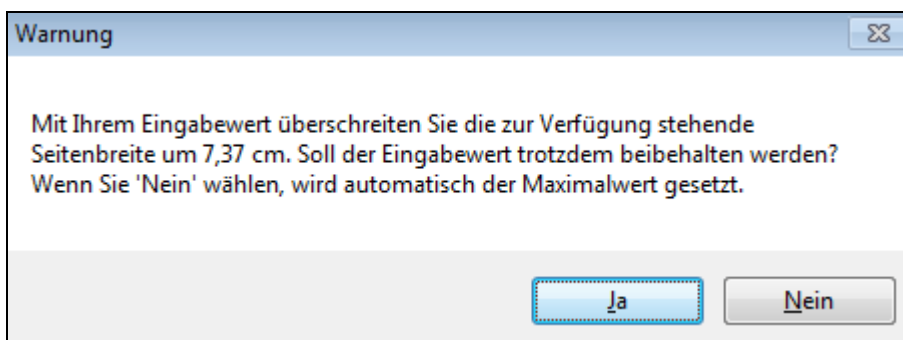 Warnung
Mit Ihrem Eingabewert überschreiten Sie die zur Verfügung stehende
Seitenbreite um 7,37 cm. Soll der Eingabewert trotzdem beibehalten werden?
Wenn Sie 'Nein' wählen, wird automatisch der Maximalwert gesetzt.
Ja Nein